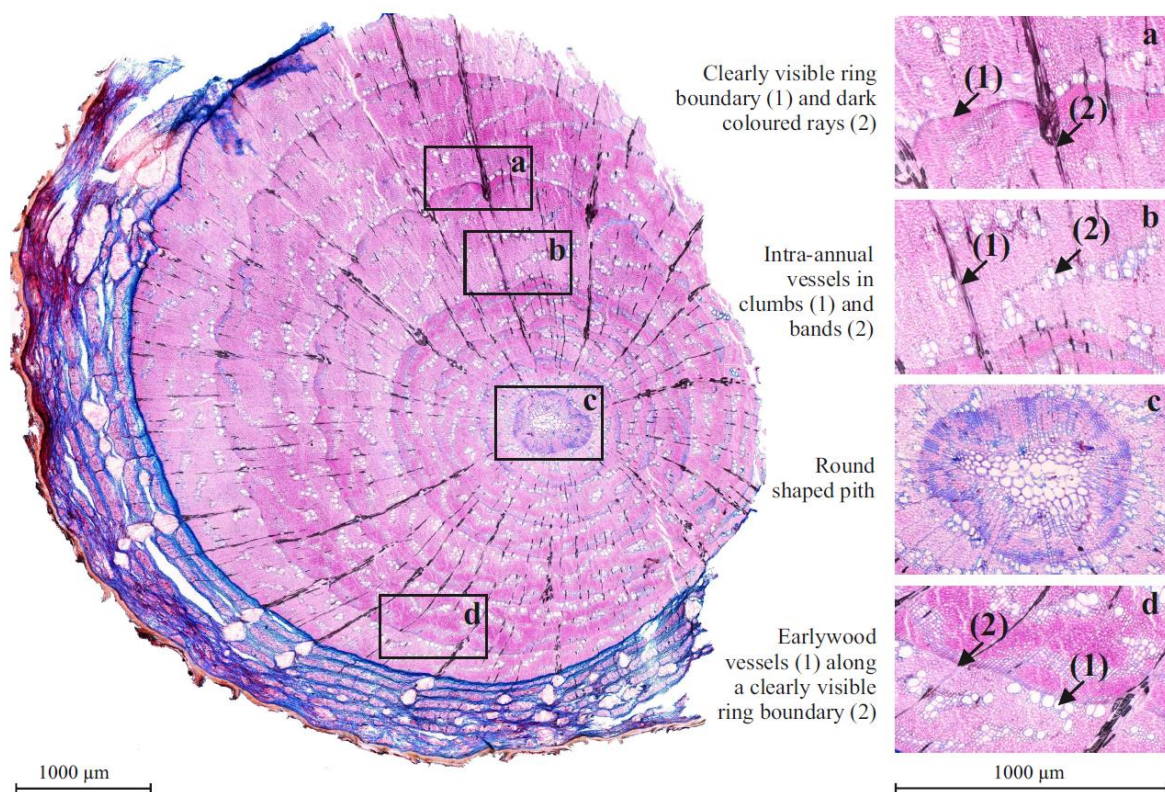 a
b
c
d
Clearly visible ring
boundary (1) and dark
coloured rays (2)
a
(1)
(2)
Intra-annual
vessels in
clumbs (1) and
bands (2)
b
(2)
(1)
Round
shaped pith
c
Earlywood
vessels (1) along
a clearly visible
ring boundary (2)
d
(2)
(1)
1000 µm
1000 µm